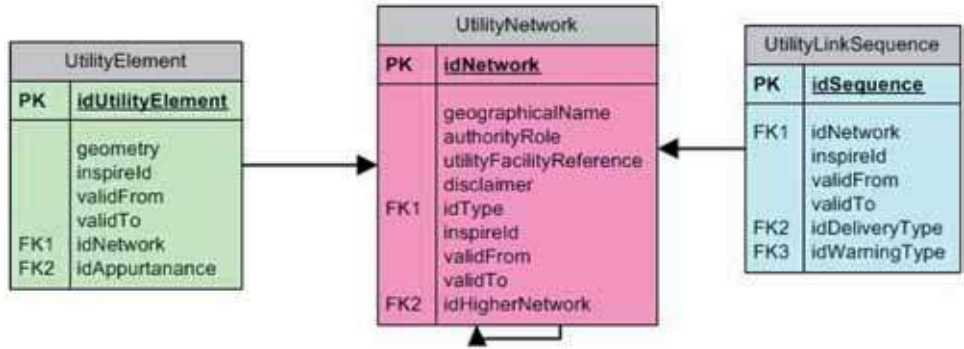 UtilityElement
PK idUtilityElement
geometry
inspireId
validFrom
validTo
FK1 idNetwork
FK2 idAppurtanance
UtilityNetwork
PK idNetwork
geographicalName
authorityRole
utilityFacilityReference
disclaimer
FK1 idType
inspireId
validFrom
validTo
FK2 idHigherNetwork
UtilityLinkSequence
PK idSequence
FK1 idNetwork
inspireId
validFrom
validTo
FK2 idDeliveryType
FK3 idWarningType